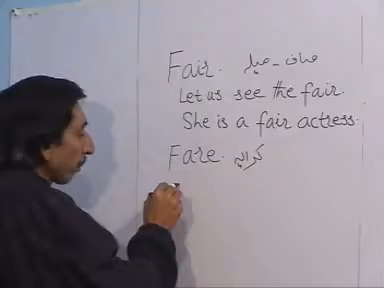 Fair. صاف - میلہ
Let us see the fair.
She is a fair actress.
Fare. کرایہ